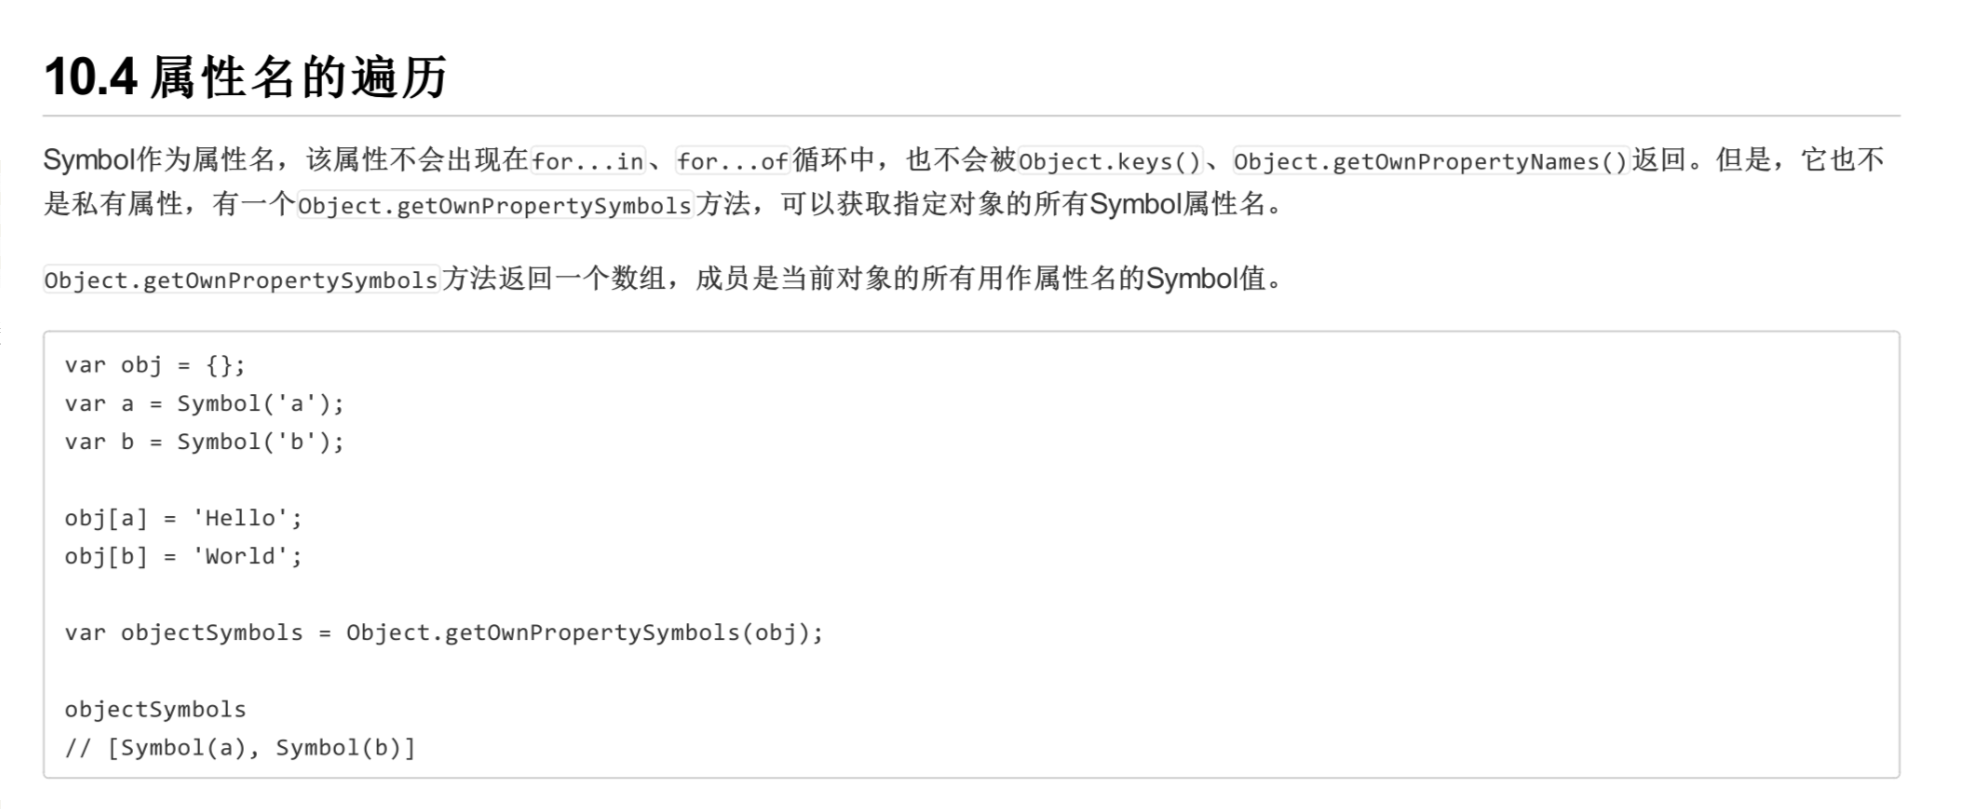 10.4 属性名的遍历
Symbol作为属性名，该属性不会出现在for...in、for...of循环中，也不会被Object.keys()、Object.getOwnPropertyNames()返回。但是，它也不
是私有属性，有一个Object.getOwnPropertySymbols方法，可以获取指定对象的所有Symbol属性名。
Object.getOwnPropertySymbols方法返回一个数组，成员是当前对象的所有用作属性名的Symbol值。
var obj = {};
var a = Symbol('a');
var b = Symbol('b');
obj[a] = 'Hello';
obj[b] = 'World';
var objectSymbols = Object.getOwnPropertySymbols(obj);
objectSymbols
// [Symbol(a), Symbol(b)]